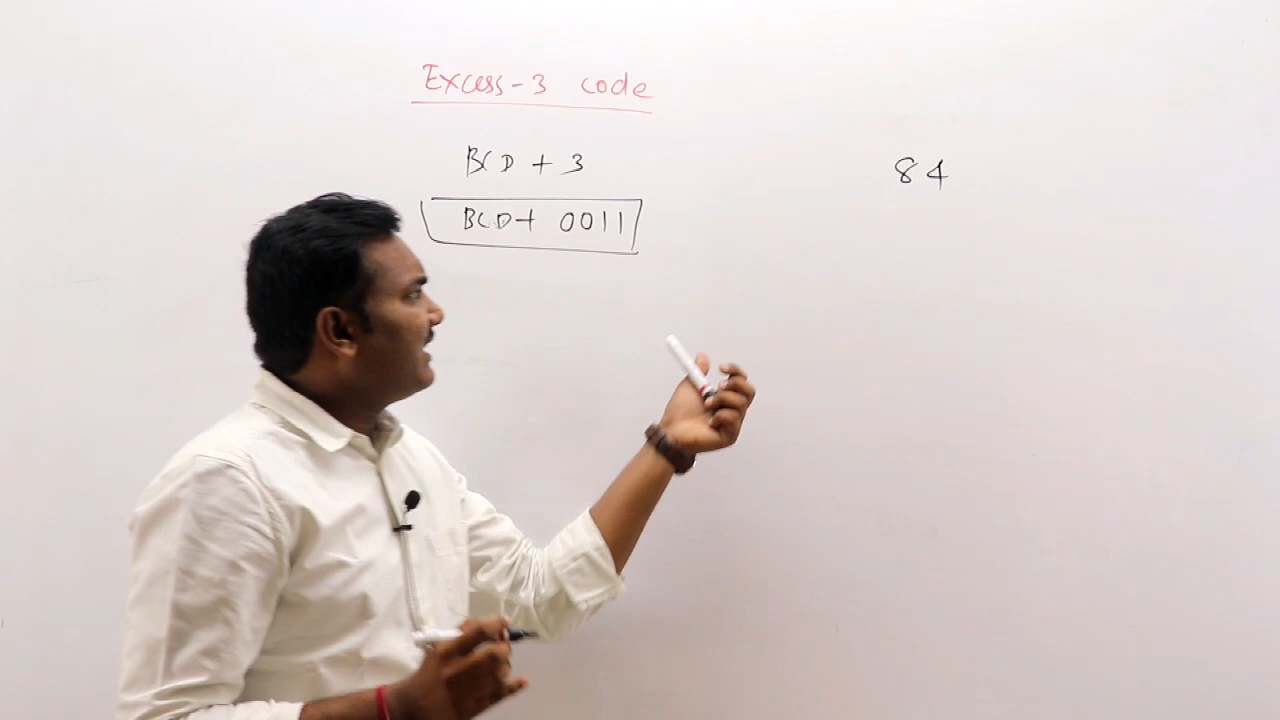 Excess-3 code
BCD + 3
BCD + 0011
84